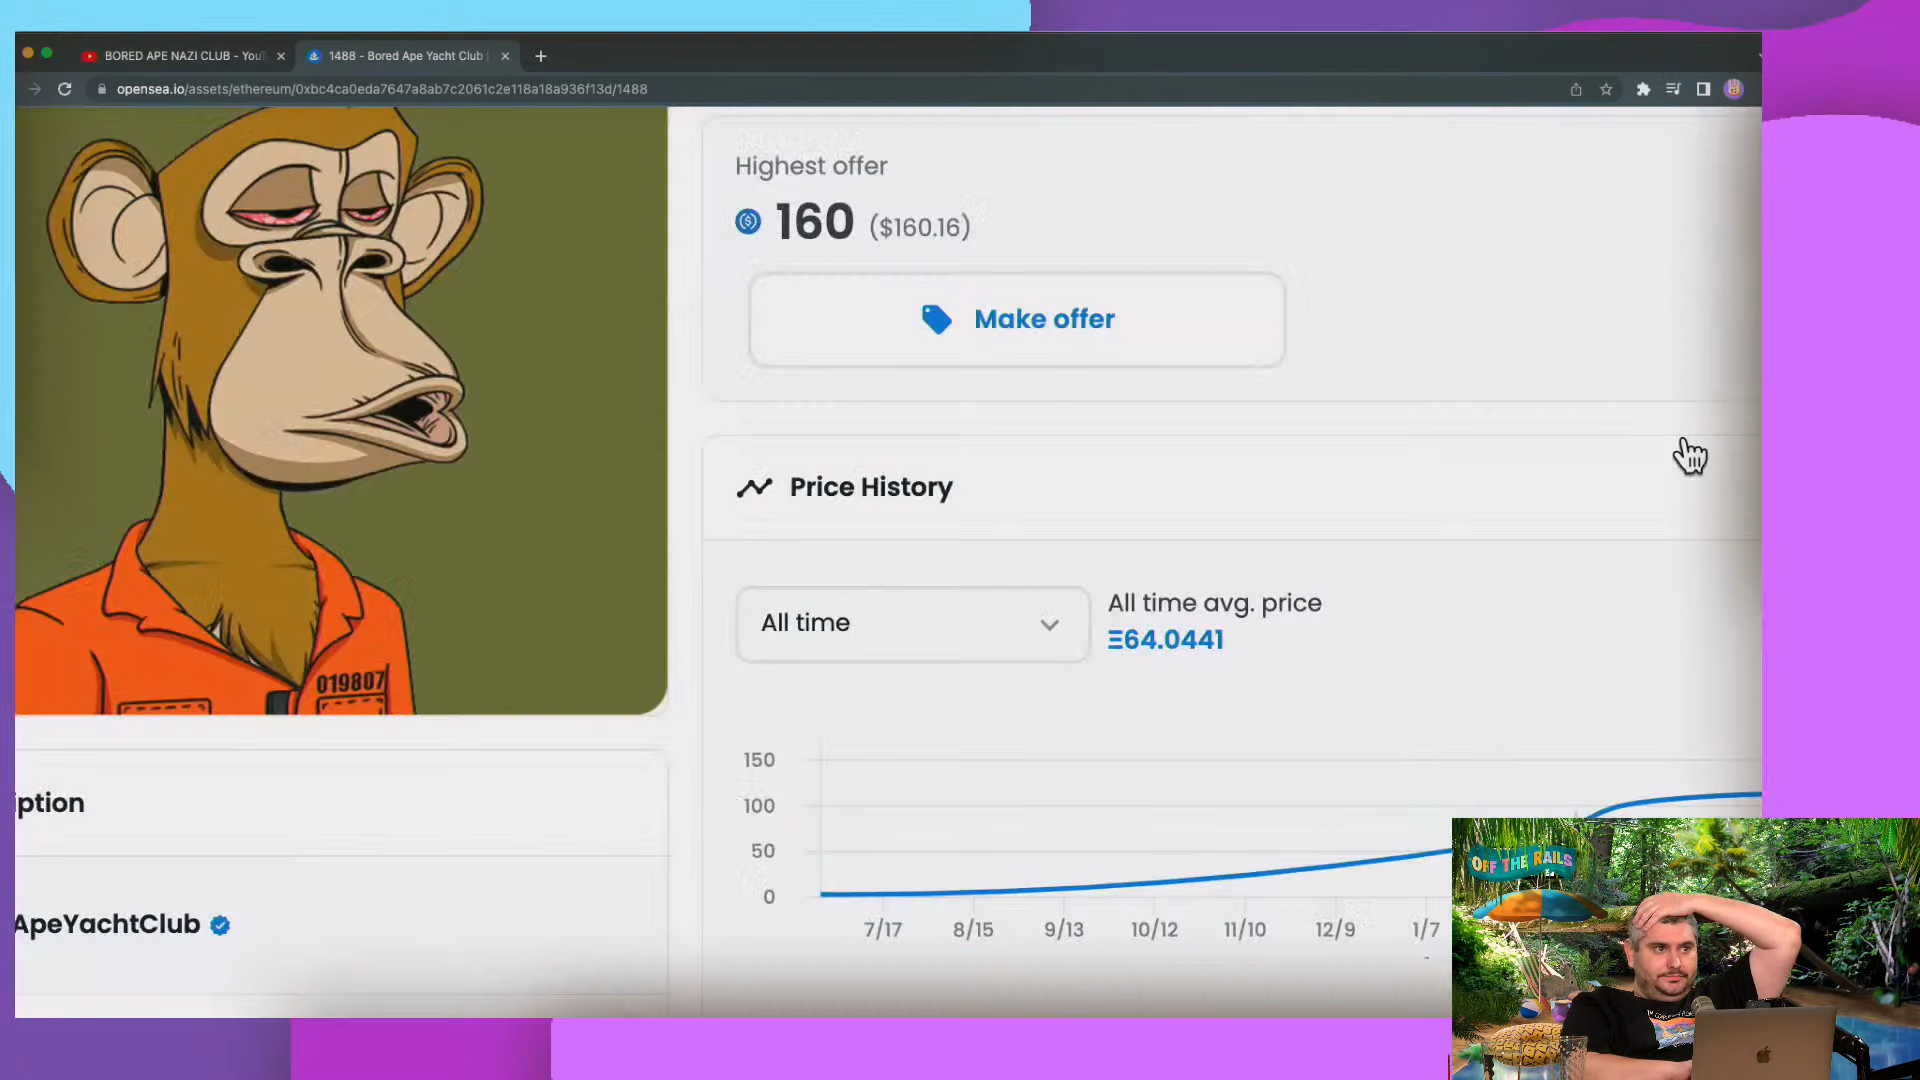 BORED APE NAZI CLUB - YouT
1488 - Bored Ape Yacht Club |
opensea.io/assets/ethereum/0xbc4ca0eda7647a8ab7c2061c2e118a18a936f13d/1488
Highest offer
160 ($160.16)
Make offer
Price History
All time
All time avg. price
Ξ64.0441
019807
150
100
50
0
7/17 8/15 9/13 10/12 11/10 12/9 1/7
iption
ApeYachtClub
OFF THE RAILS